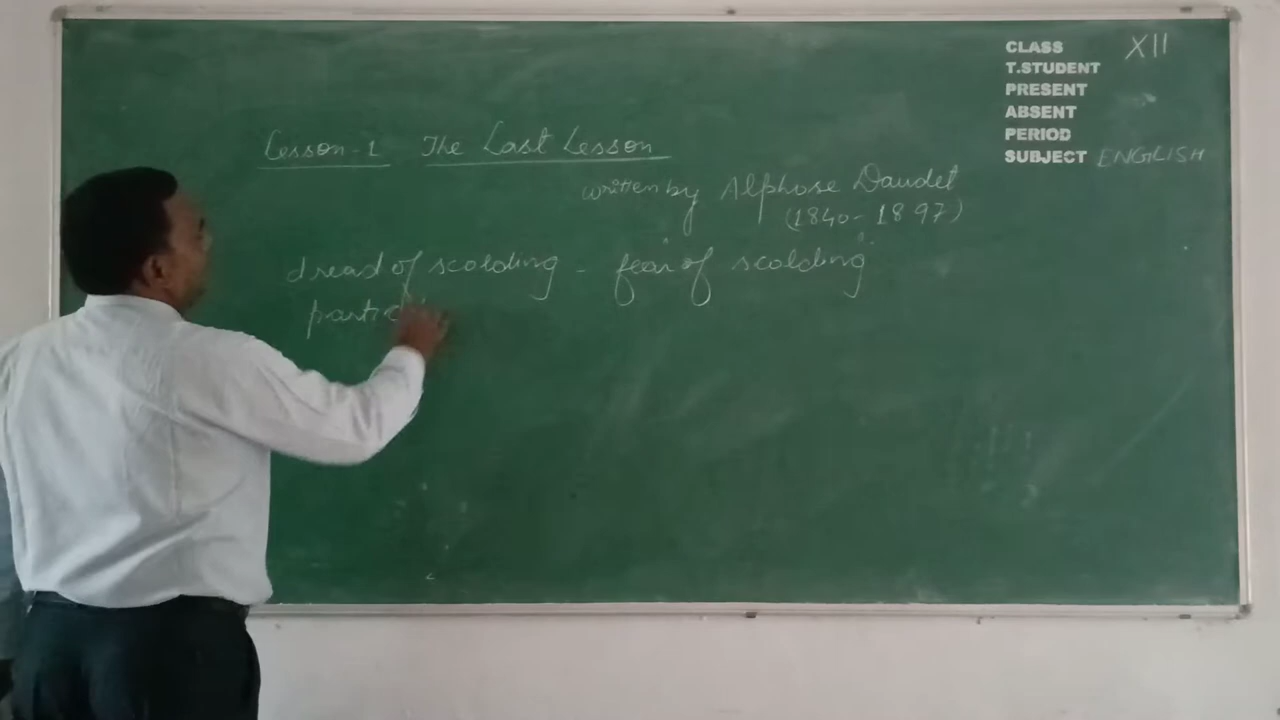 CLASS XII
T.STUDENT
PRESENT
ABSENT
PERIOD
SUBJECT ENGLISH
Lesson-1 The Last Lesson
written by Alphose Daudet
(1840-1897)
dread of scolding - fear of scolding
partic